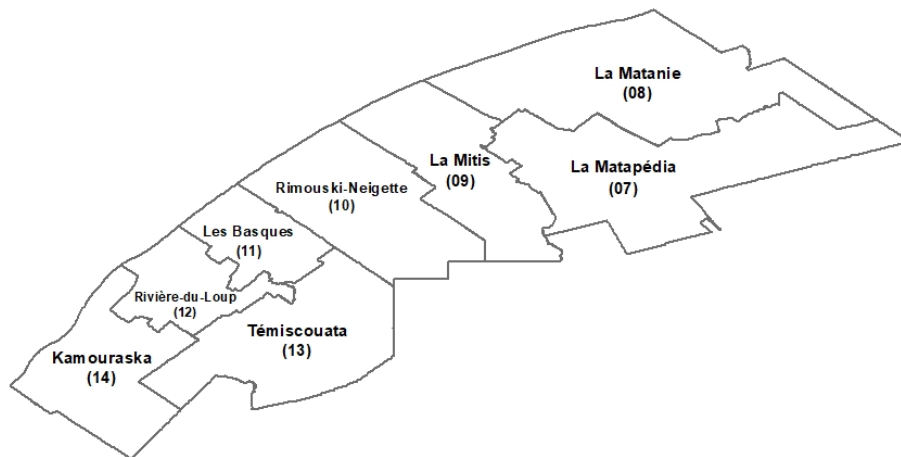 La Matanie
(08)
La Mitis
(09)
La Matapédia
(07)
Rimouski-Neigette
(10)
Les Basques
(11)
Rivière-du-Loup
(12)
Témiscouata
(13)
Kamouraska
(14)